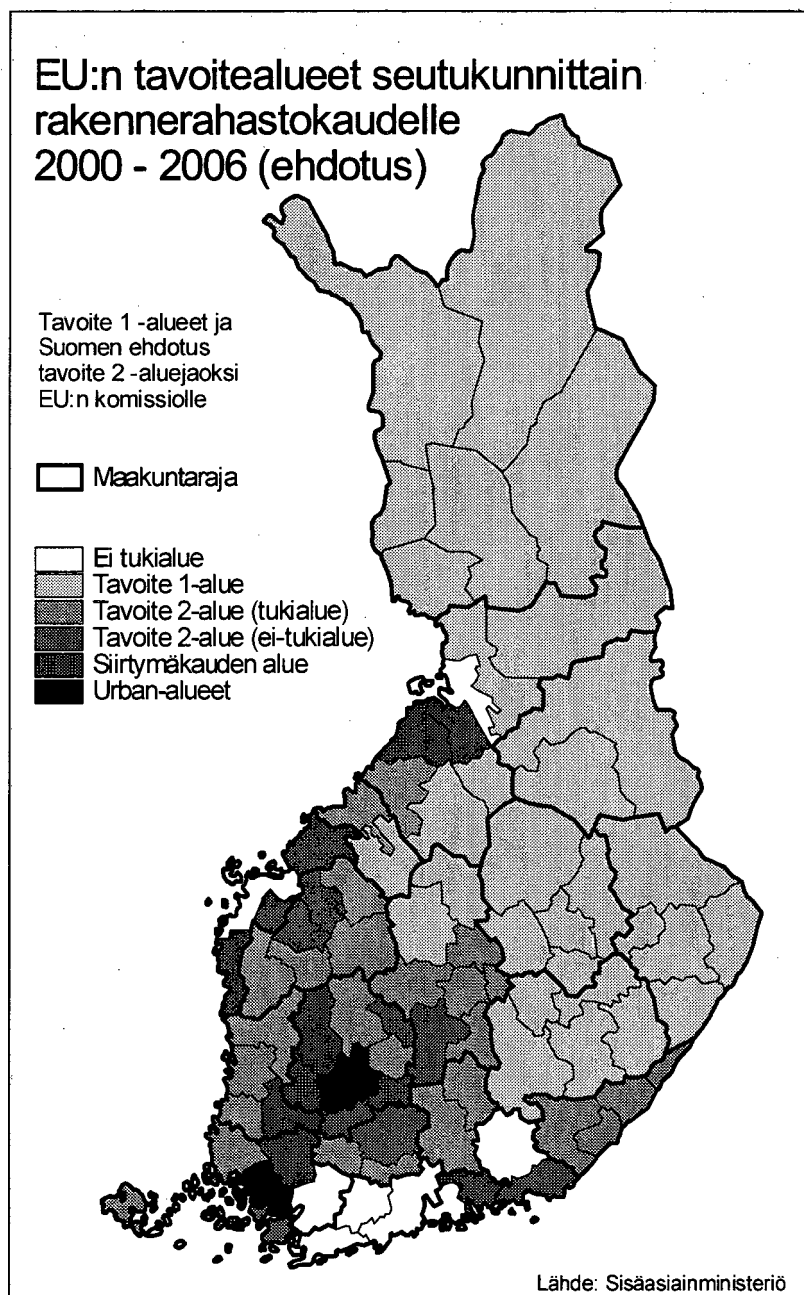 EU:n tavoitealueet seutukunnittain
rakennerahastokaudelle
2000 - 2006 (ehdotus)
Tavoite 1 -alueet ja
Suomen ehdotus
tavoite 2 -aluejaoksi
EU:n komissiolle
Maakuntaraja
Ei tukialue
Tavoite 1-alue
Tavoite 2-alue (tukialue)
Tavoite 2-alue (ei-tukialue)
Siirtymäkauden alue
Urban-alueet
Lähde: Sisäasiainministeriö